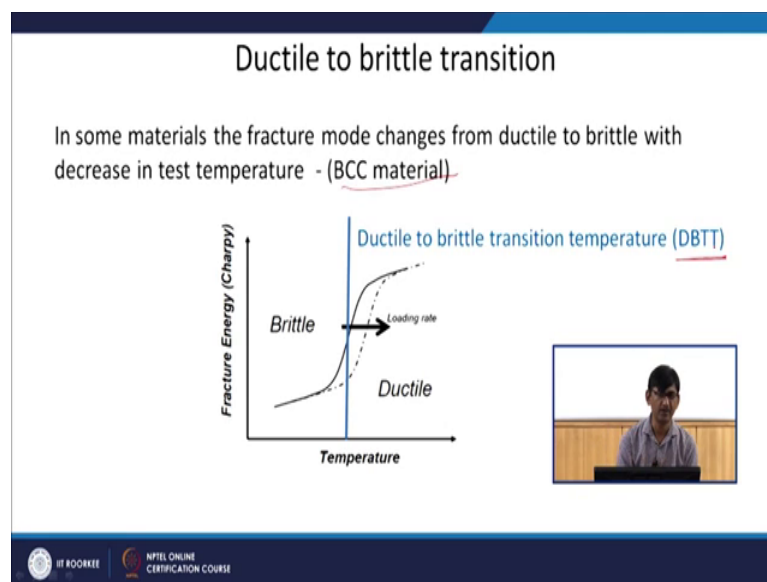 Ductile to brittle transition
In some materials the fracture mode changes from ductile to brittle with
decrease in test temperature - (BCC material)
Ductile to brittle transition temperature (DBTT)
Fracture Energy (Charpy)
Brittle
Loading rate
Ductile
Temperature
IIT ROORKEE
NPTEL ONLINE
CERTIFICATION COURSE